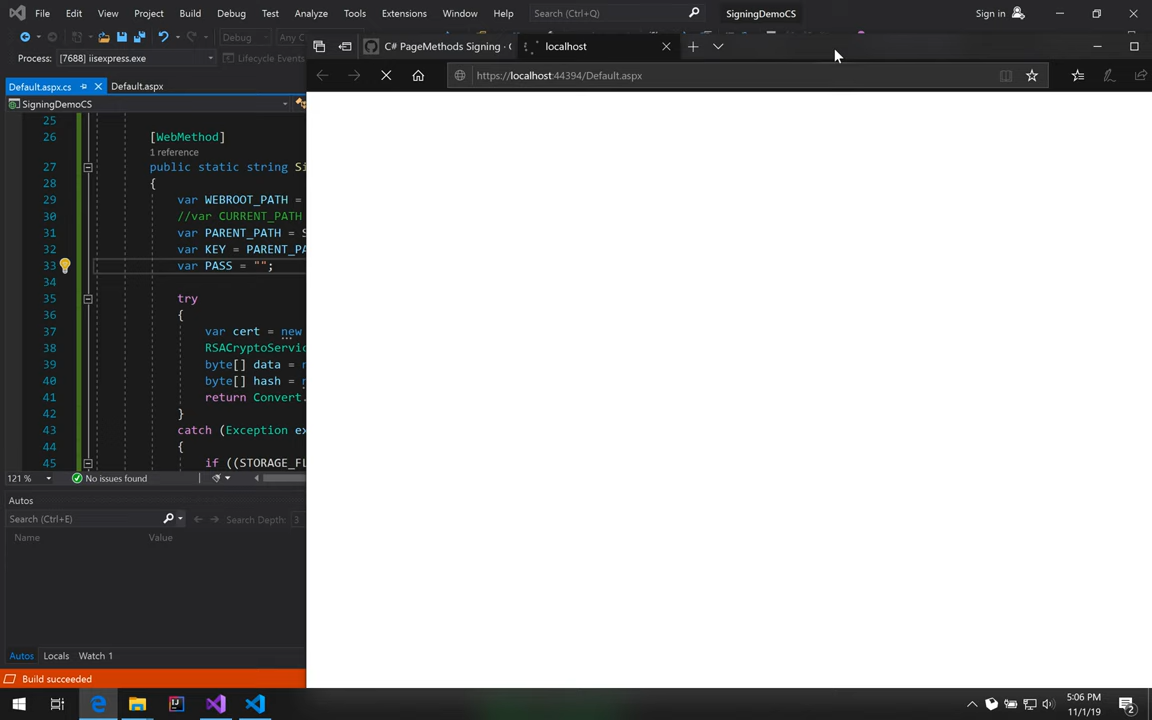 File Edit View Project Build Debug Test Analyze Tools Extensions Window Help Search (Ctrl+Q) SigningDemoCS Sign in
Debug Any C
Process: [7688] iisexpress.exe Lifecycle Events
C# PageMethods Signing · localhost
https://localhost:44394/Default.aspx
Default.aspx.cs Default.aspx
SigningDemoCS
25
26 [WebMethod]
1 reference
27 public static string Si
28 {
29 var WEBROOT_PATH =
30 //var CURRENT_PATH
31 var PARENT_PATH = S
32 var KEY = PARENT_PA
33 var PASS = "";
34
35 try
36 {
37 var cert = new
38 RSACryptoServic
39 byte[] data = n
40 byte[] hash = n
41 return Convert.
42 }
43 catch (Exception ex
44 {
45 if ((STORAGE_FL
121 % No issues found
Autos
Search (Ctrl+E) Search Depth: 3
Name Value
Autos Locals Watch 1
Build succeeded
5:06 PM
11/1/19
2